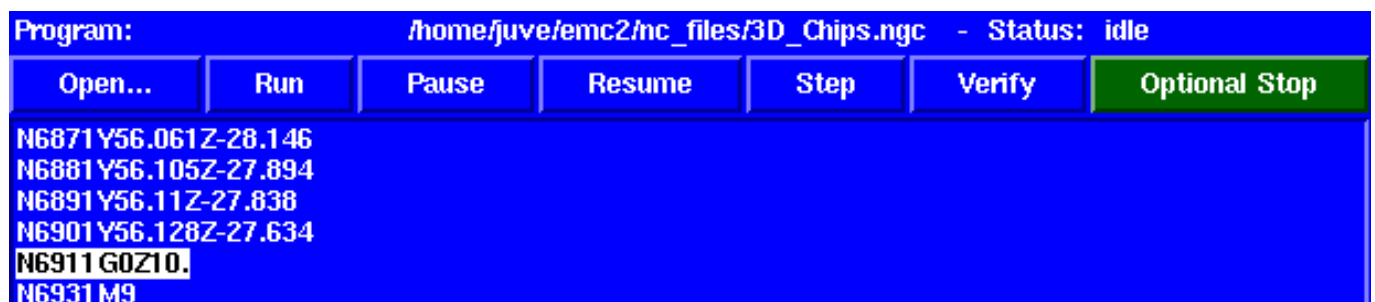 Program: /home/juve/emc2/nc_files/3D_Chips.ngc - Status: idle
Open... Run Pause Resume Step Verify Optional Stop
N6871Y56.061Z-28.146
N6881Y56.105Z-27.894
N6891Y56.11Z-27.838
N6901Y56.128Z-27.634
N6911G0Z10.
N6931M9